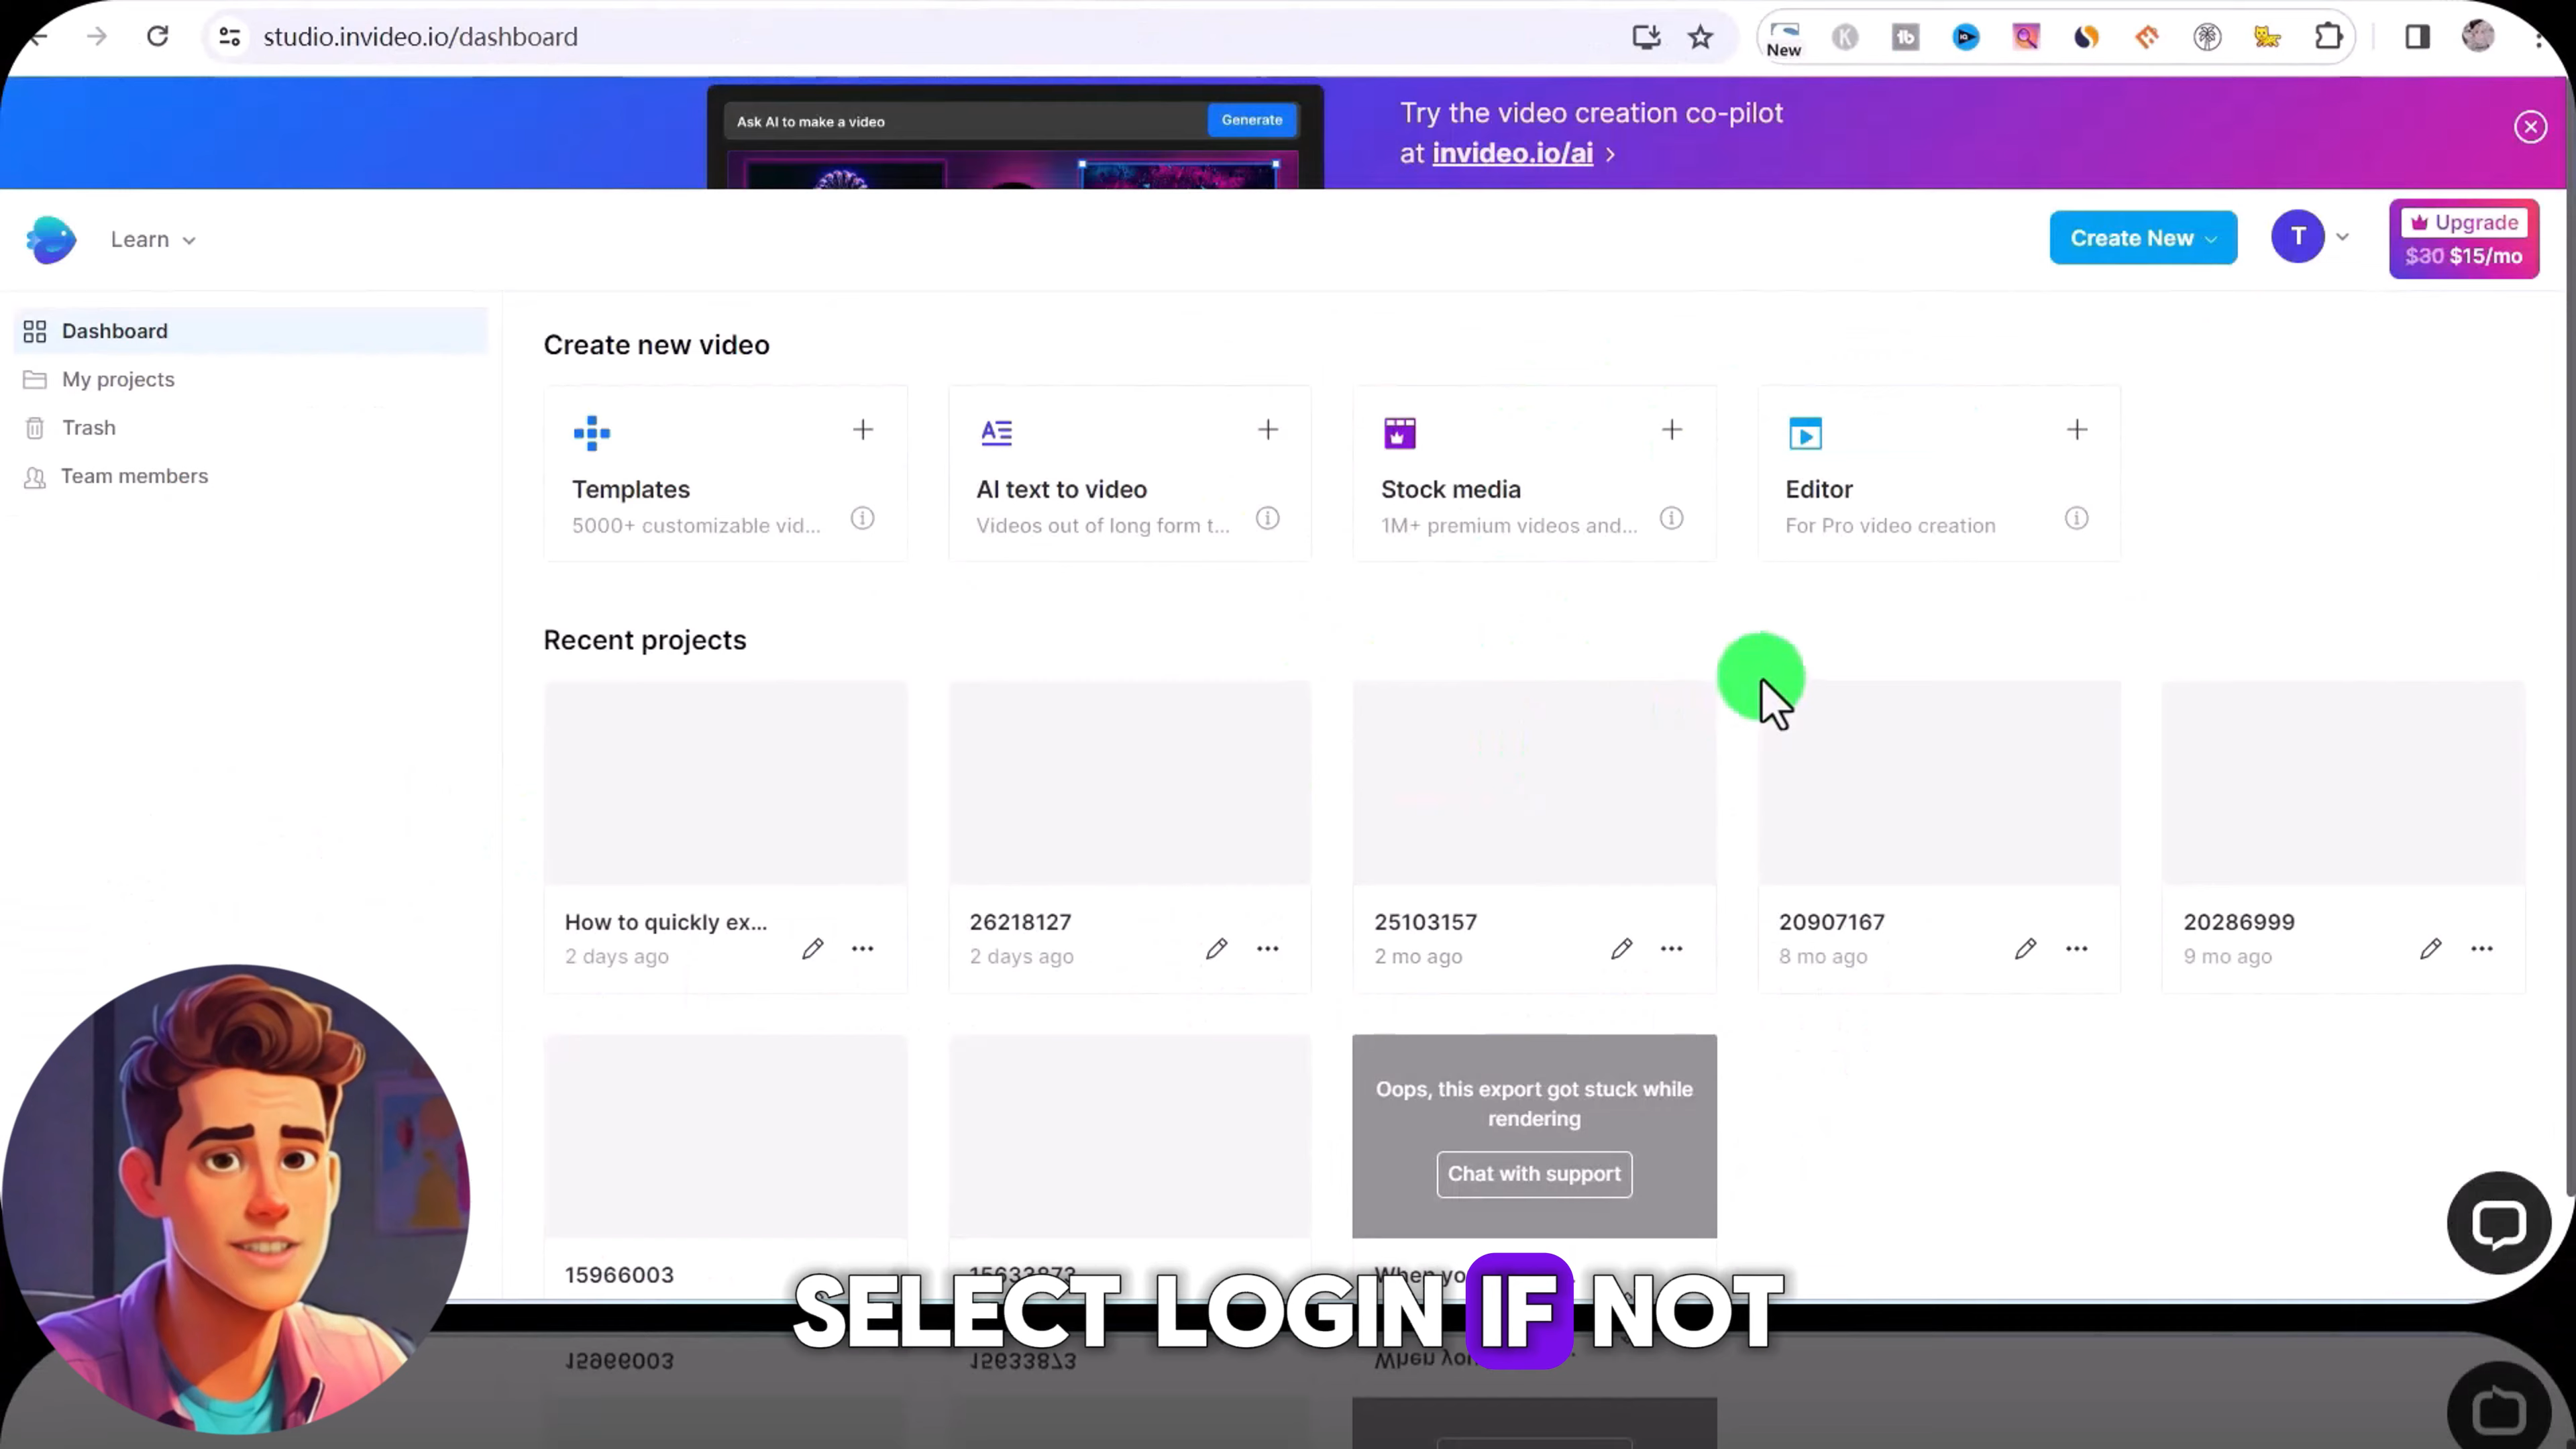 studio.invideo.io/dashboard
New
Ask AI to make a video
Generate
Try the video creation co-pilot
at invideo.io/ai >
Learn
Create New
T
Upgrade
$30 $15/mo
Dashboard
My projects
Trash
Team members
Create new video
Templates
5000+ customizable vid...
AI text to video
Videos out of long form t...
Stock media
1M+ premium videos and...
Editor
For Pro video creation
Recent projects
How to quickly ex...
2 days ago
26218127
2 days ago
25103157
2 mo ago
20907167
8 mo ago
20286999
9 mo ago
Oops, this export got stuck while
rendering
Chat with support
15966003
15633873
When yo
SELECT LOGIN IF NOT